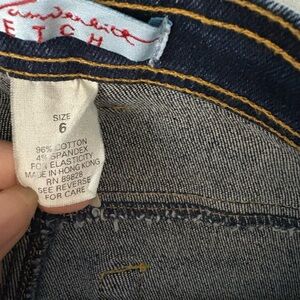 Vanderbilt
ETCH
SIZE
6
96% COTTON
4% SPANDEX
FOR ELASTICITY
MADE IN HONG KONG
RN 89828
SEE REVERSE
FOR CARE